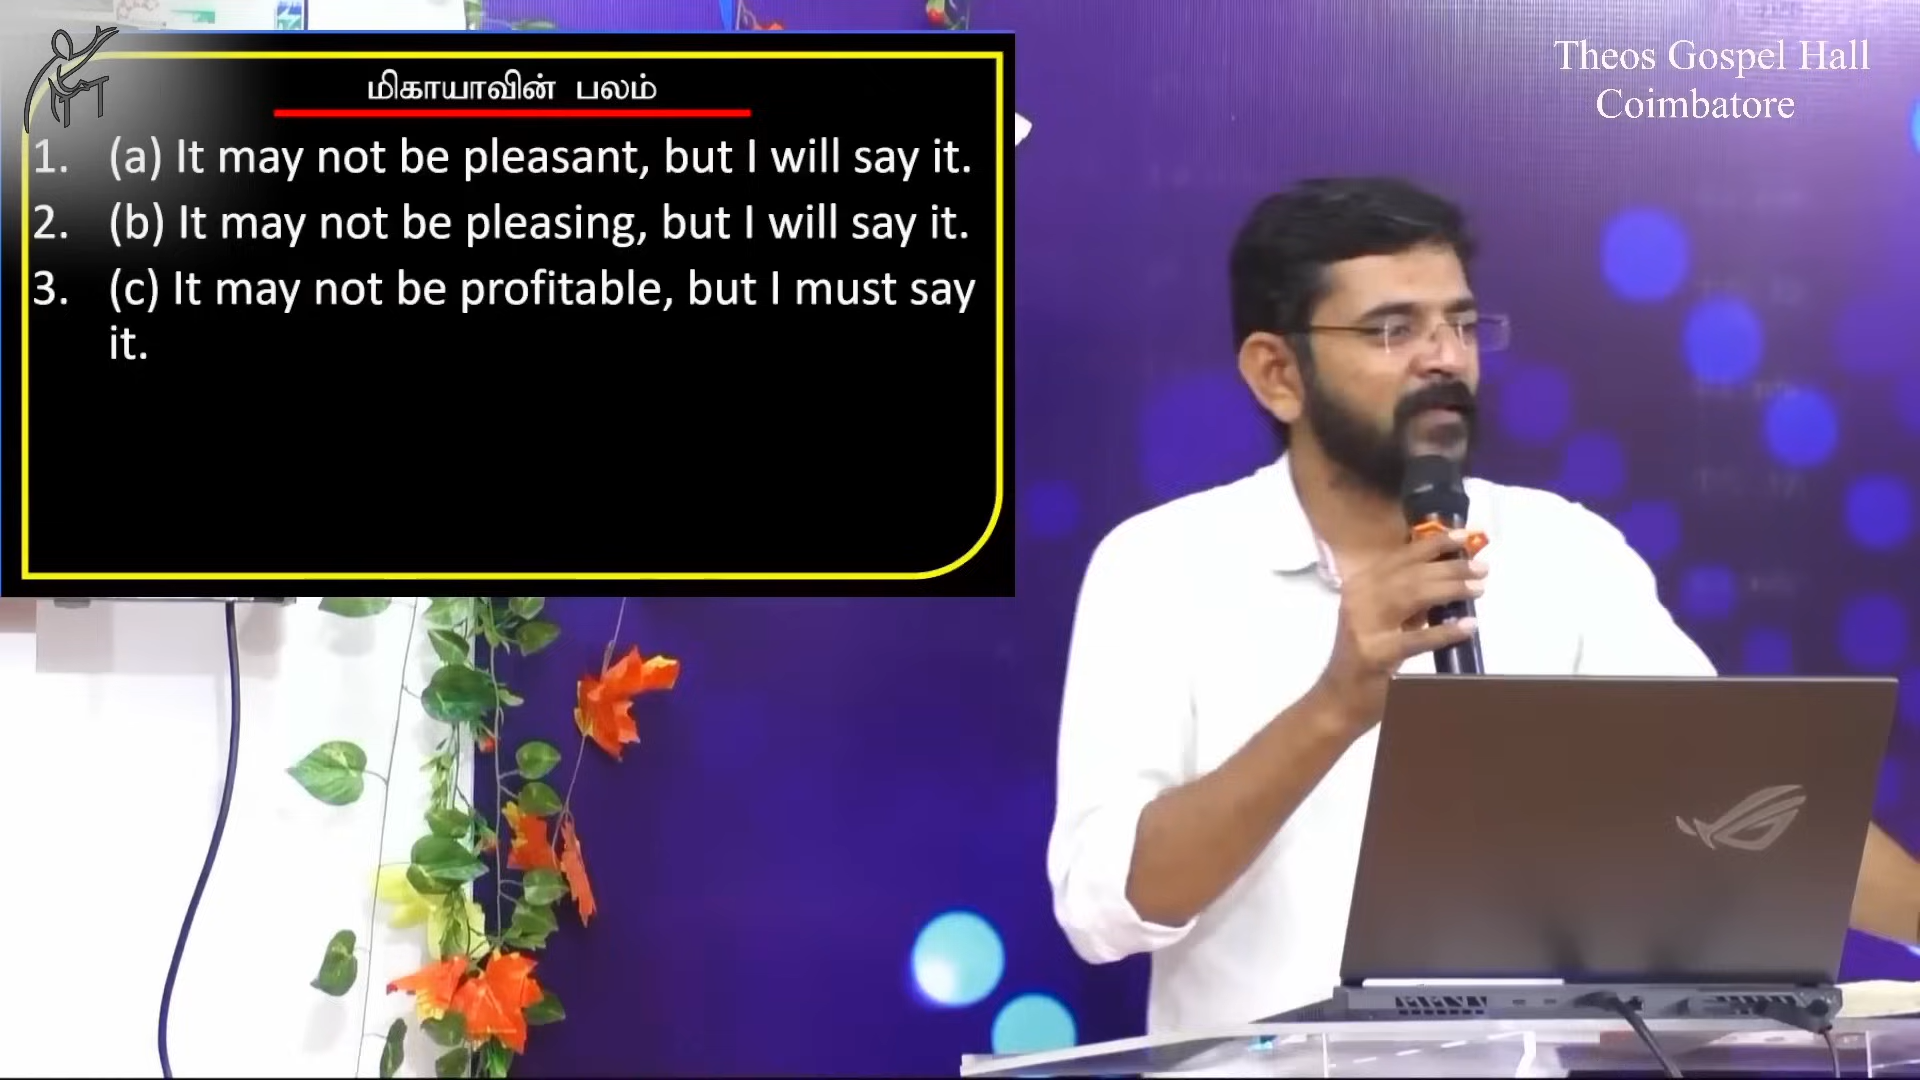 மிகாயாவின் பலம்
1. (a) It may not be pleasant, but I will say it.
2. (b) It may not be pleasing, but I will say it.
3. (c) It may not be profitable, but I must say
it.
Theos Gospel Hall
Coimbatore